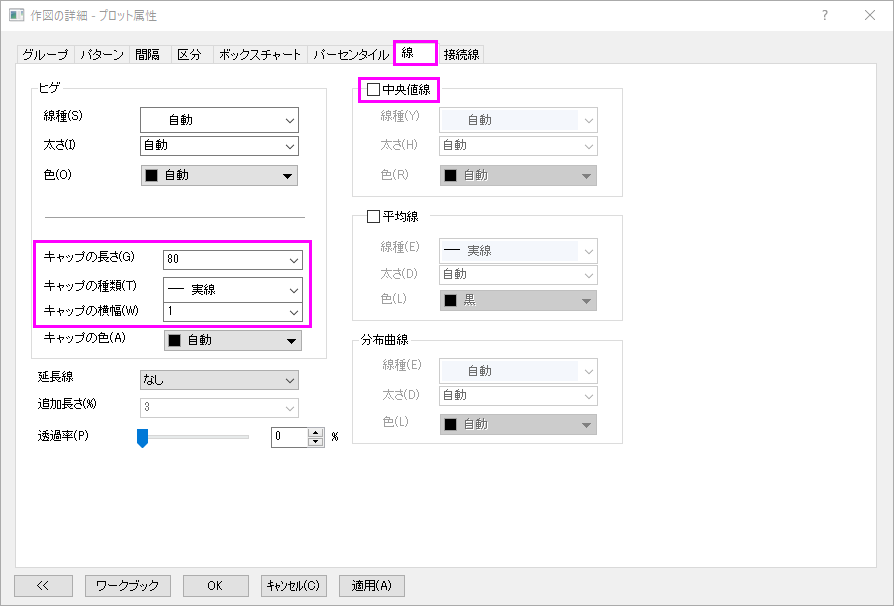 作図の詳細 - プロット属性
グループ パターン 間隔 区分 ボックスチャート パーセンタイル 線 接続線
ヒゲ
線種(S) 自動
太さ(I) 自動
色(O) 自動
キャップの長さ(G) 80
キャップの種類(T) 実線
キャップの横幅(W) 1
キャップの色(A) 自動
延長線 なし
追加長さ(%) 3
透過率(P) 0 %
中央値線
線種(Y) 自動
太さ(H) 自動
色(R) 自動
平均線
線種(E) 実線
太さ(D) 自動
色(L) 黒
分布曲線
線種(E) 自動
太さ(D) 自動
色(L) 自動
<< ワークブック OK キャンセル(C) 適用(A)